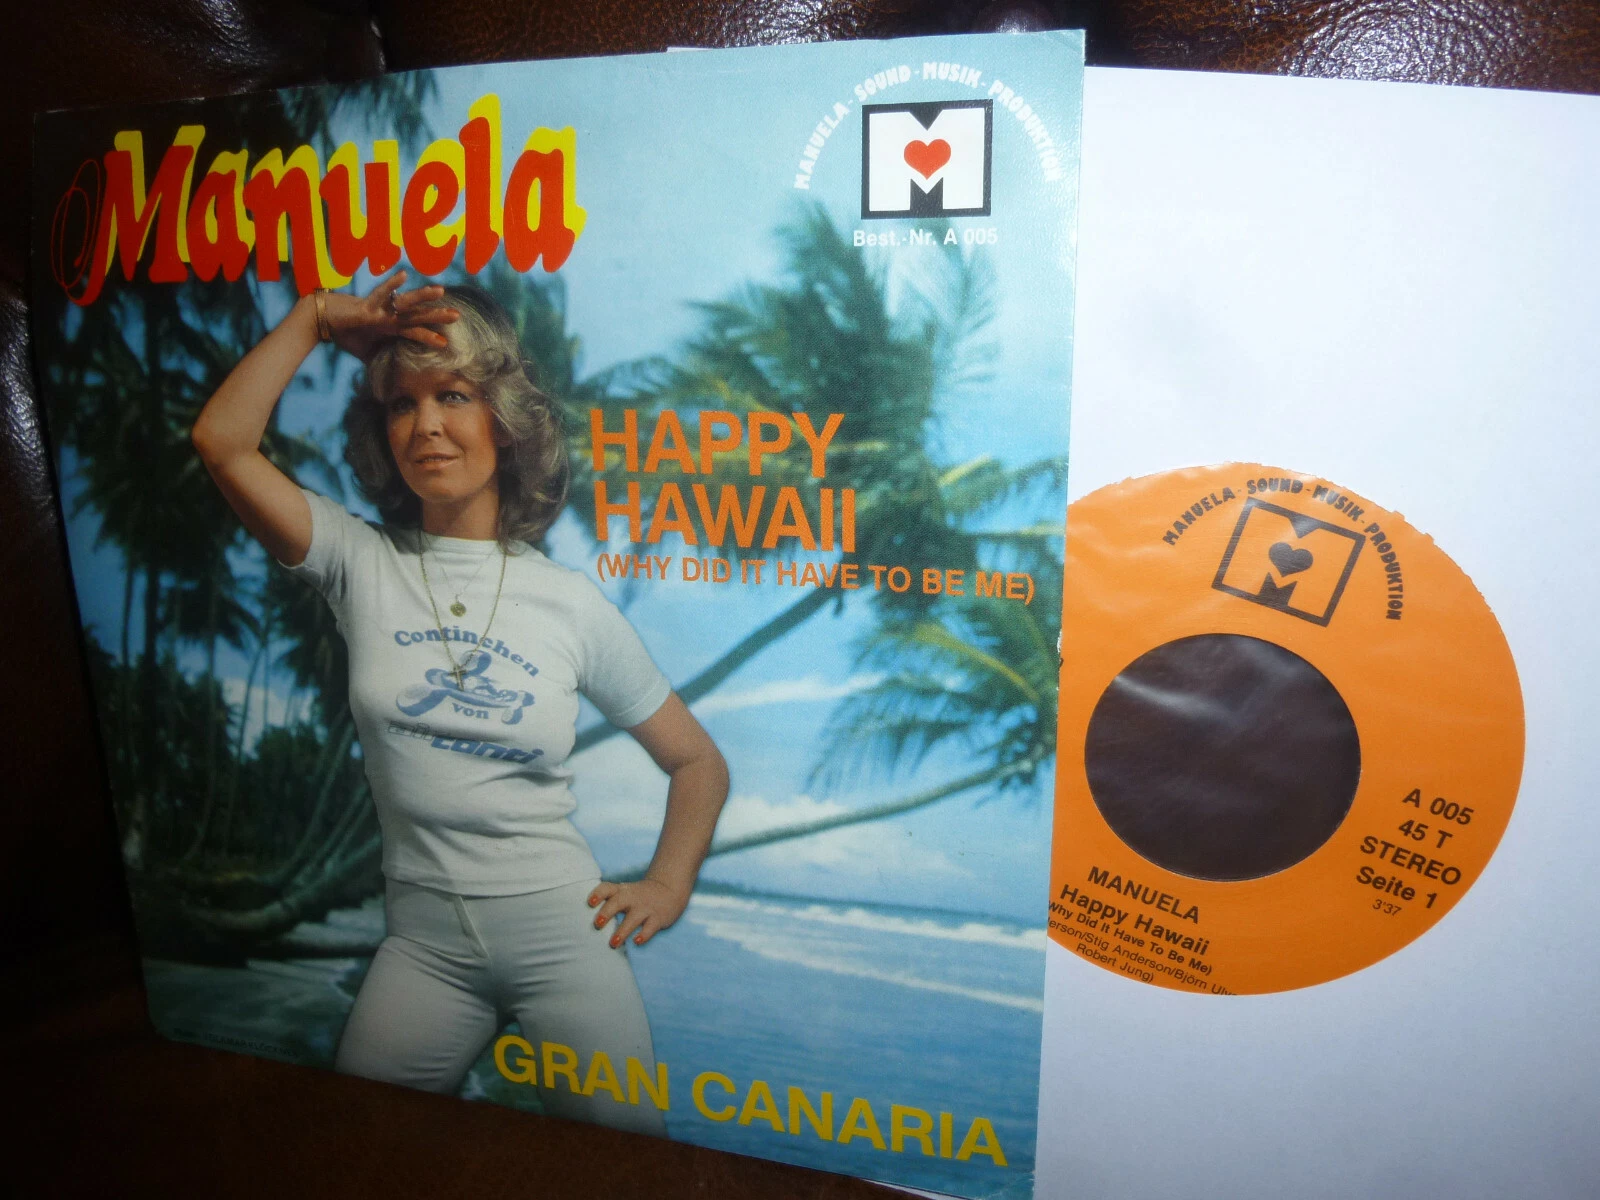 Manuela
MANUELA · SOUND · MUSIK · PRODUKTION
M
Best.-Nr. A 005
HAPPY
HAWAII
(WHY DID IT HAVE TO BE ME)
Continchen
von
conti
GRAN CANARIA
MANUELA · SOUND · MUSIK · PRODUKTION
M
A 005
45 T
STEREO
Seite 1
3'37
MANUELA
Happy Hawaii
Why Did It Have To Be Me)
erson/Stig Anderson/Björn Ulv
Robert Jung)